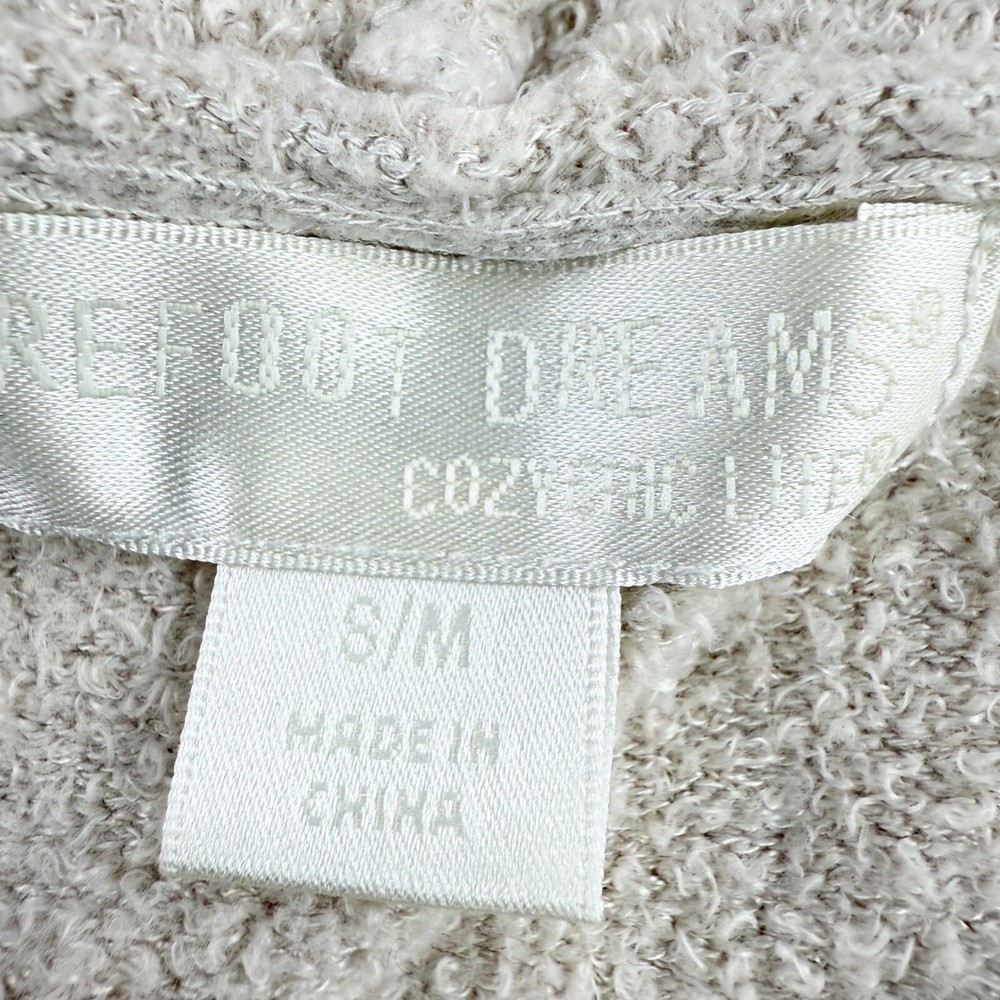 REFOOT DREAMS®
COZYCHIC LITE®
S/M
MADE IN
CHINA